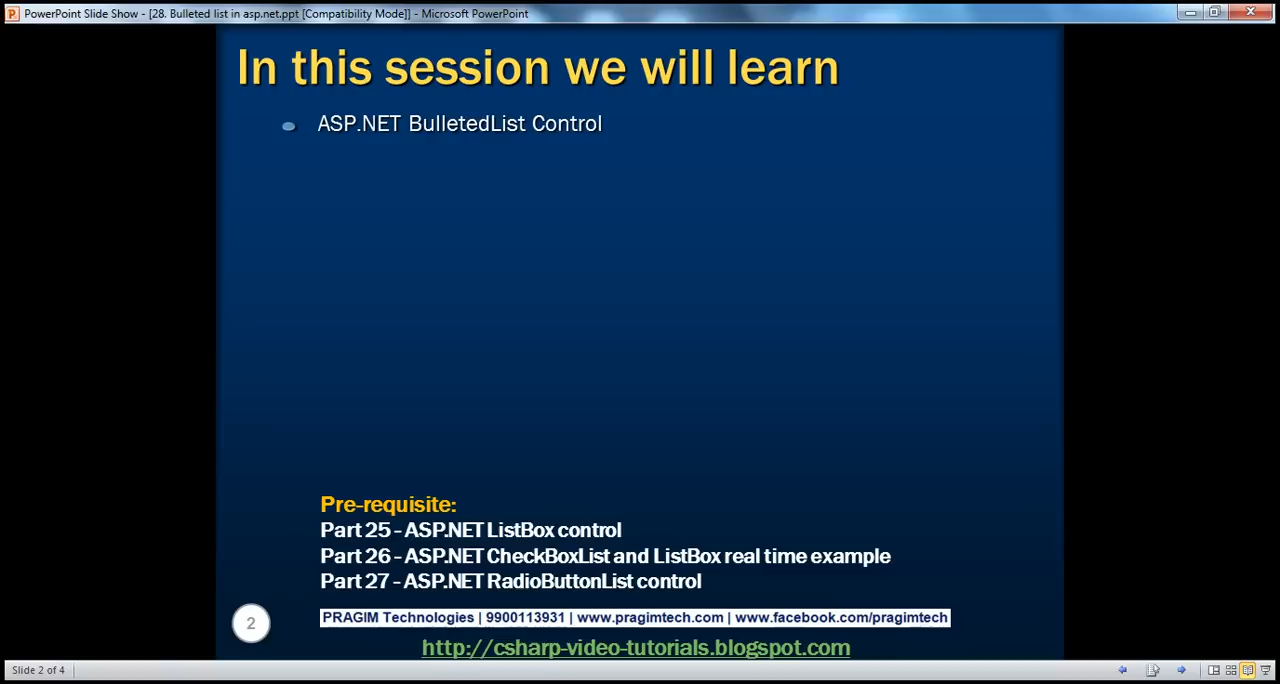 PowerPoint Slide Show - [28. Bulleted list in asp.net.ppt [Compatibility Mode]] - Microsoft PowerPoint
In this session we will learn
ASP.NET BulletedList Control
Pre-requisite:
Part 25 - ASP.NET ListBox control
Part 26 - ASP.NET CheckBoxList and ListBox real time example
Part 27 - ASP.NET RadioButtonList control
2
PRAGIM Technologies | 9900113931 | www.pragimtech.com | www.facebook.com/pragimtech
http://csharp-video-tutorials.blogspot.com
Slide 2 of 4